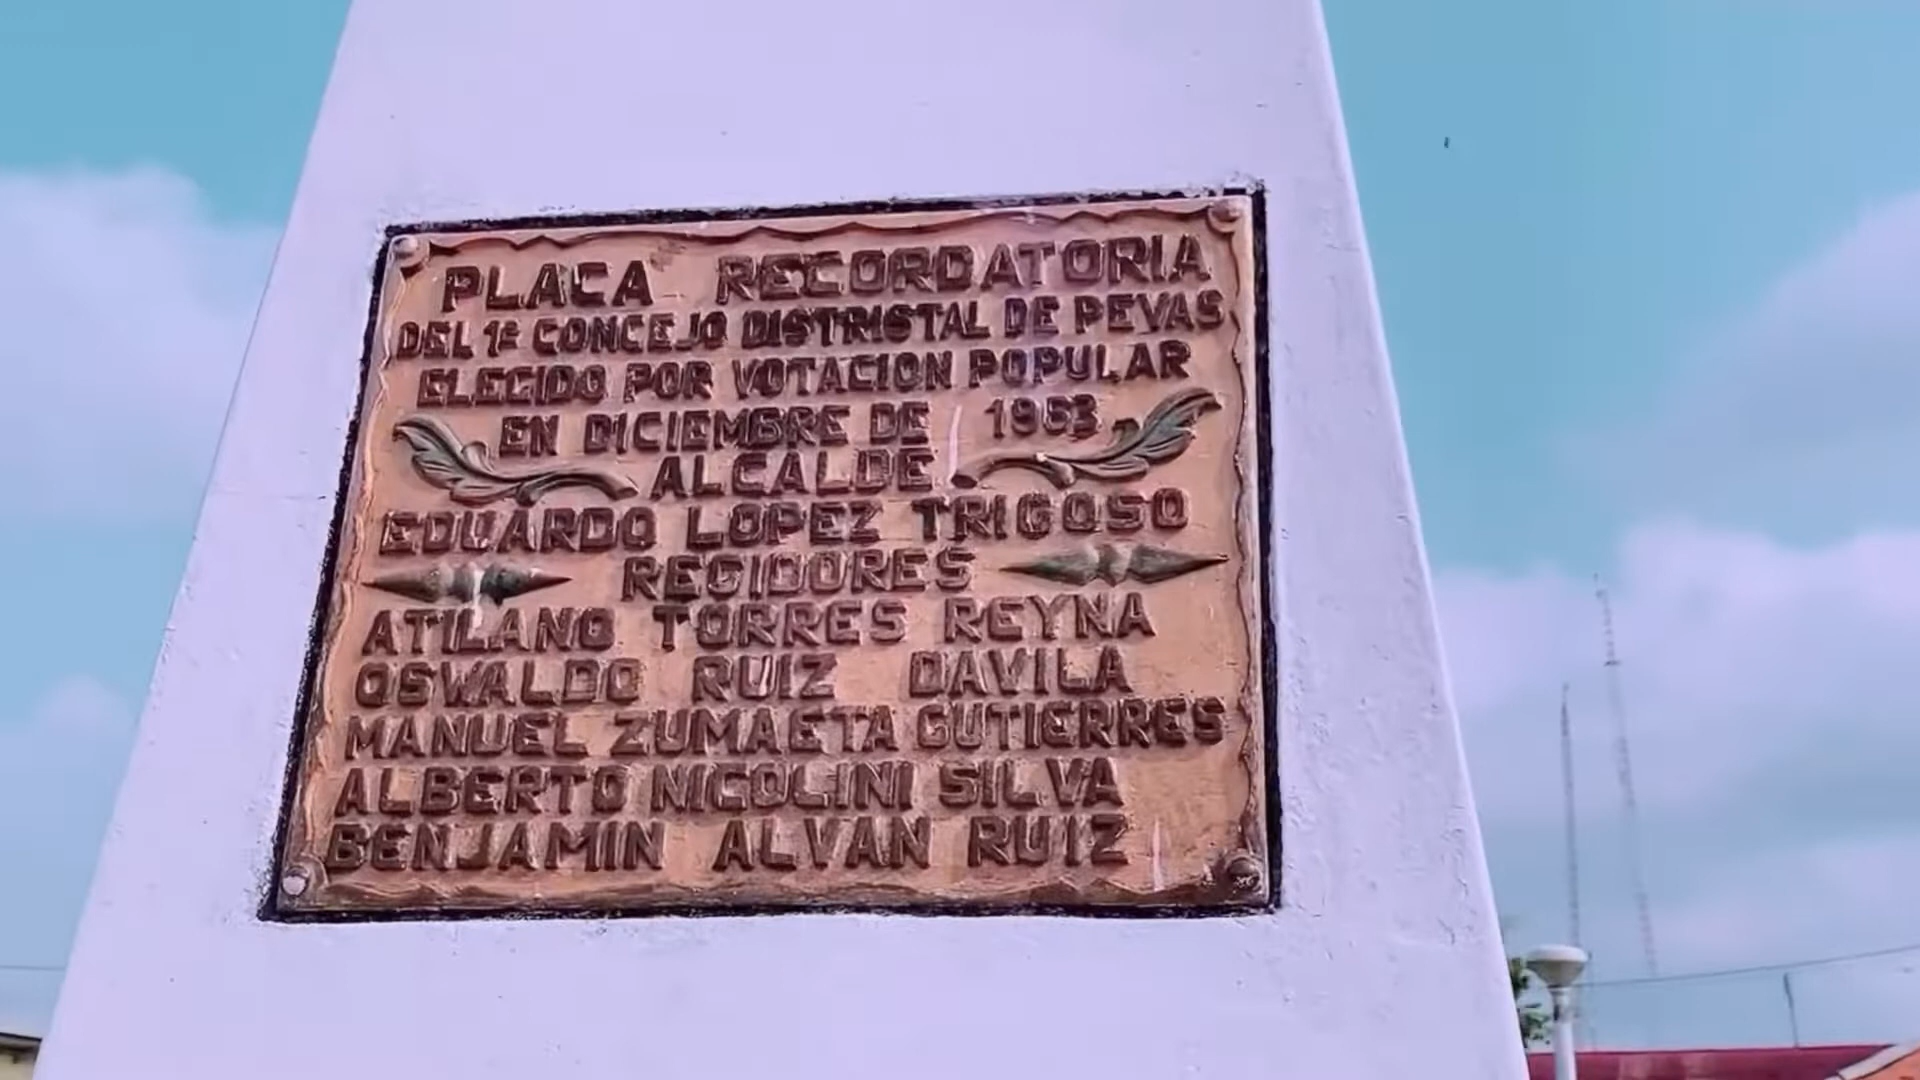 PLACA RECORDATORIA
DEL 1º CONCEJO DISTRISTAL DE PEVAS
ELEGIDO POR VOTACION POPULAR
EN DICIEMBRE DE 1963
ALCALDE
EDUARDO LOPEZ TRIGOSO
REGIDORES
ATILANO TORRES REYNA
OSWALDO RUIZ DAVILA
MANUEL ZUMAETA GUTIERRES
ALBERTO NICOLINI SILVA
BENJAMIN ALVAN RUIZ